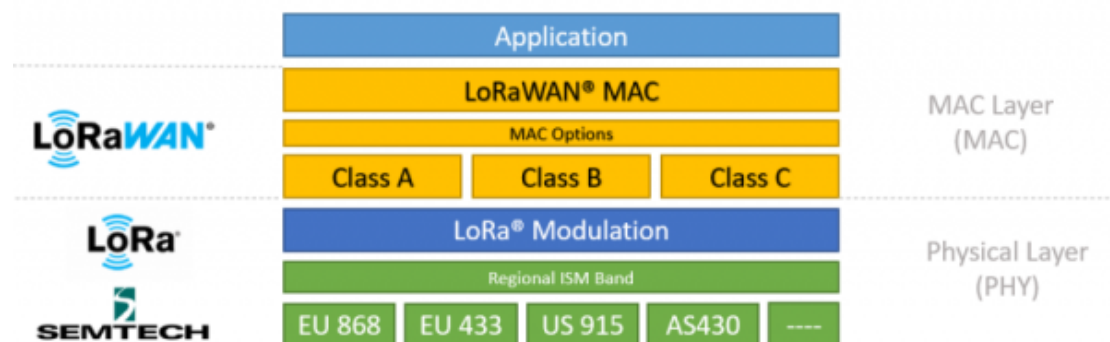 Application
LoRaWAN® MAC
MAC Options
Class A Class B Class C
LoRa® Modulation
Regional ISM Band
EU 868 EU 433 US 915 AS430 ----
LoRaWAN®
LoRa®
SEMTECH
MAC Layer
(MAC)
Physical Layer
(PHY)